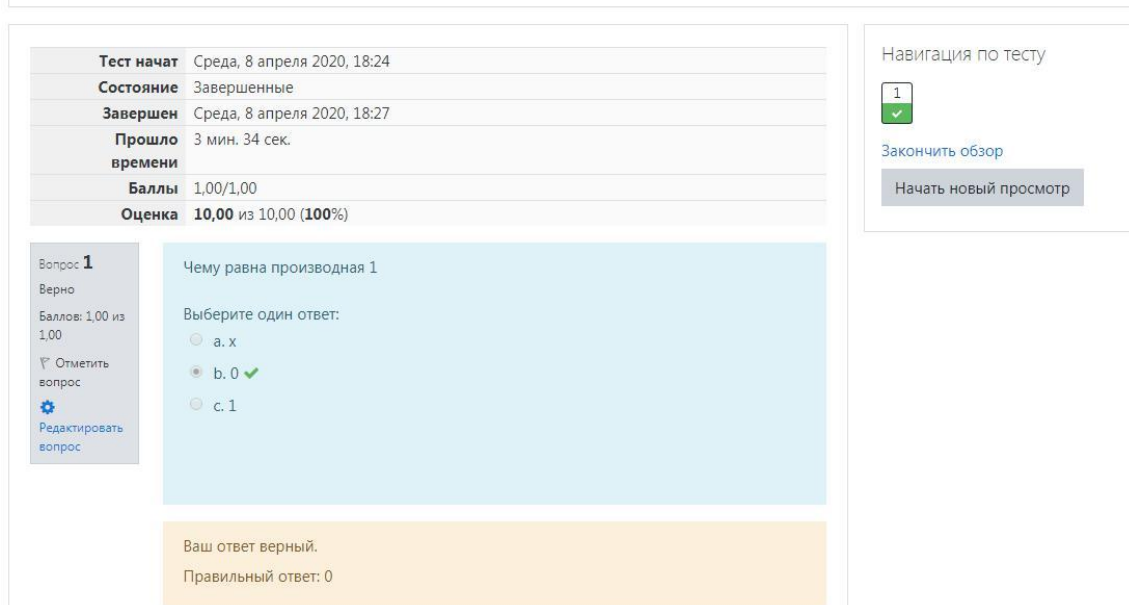 Тест начат Среда, 8 апреля 2020, 18:24
Состояние Завершенные
Завершен Среда, 8 апреля 2020, 18:27
Прошло времени 3 мин. 34 сек.
Баллы 1,00/1,00
Оценка 10,00 из 10,00 (100%)
Вопрос 1
Верно
Баллов: 1,00 из
1,00
Отметить
вопрос
Редактировать
вопрос
Чему равна производная 1
Выберите один ответ:
a. x
b. 0
c. 1
Ваш ответ верный.
Правильный ответ: 0
Навигация по тесту
1
Закончить обзор
Начать новый просмотр